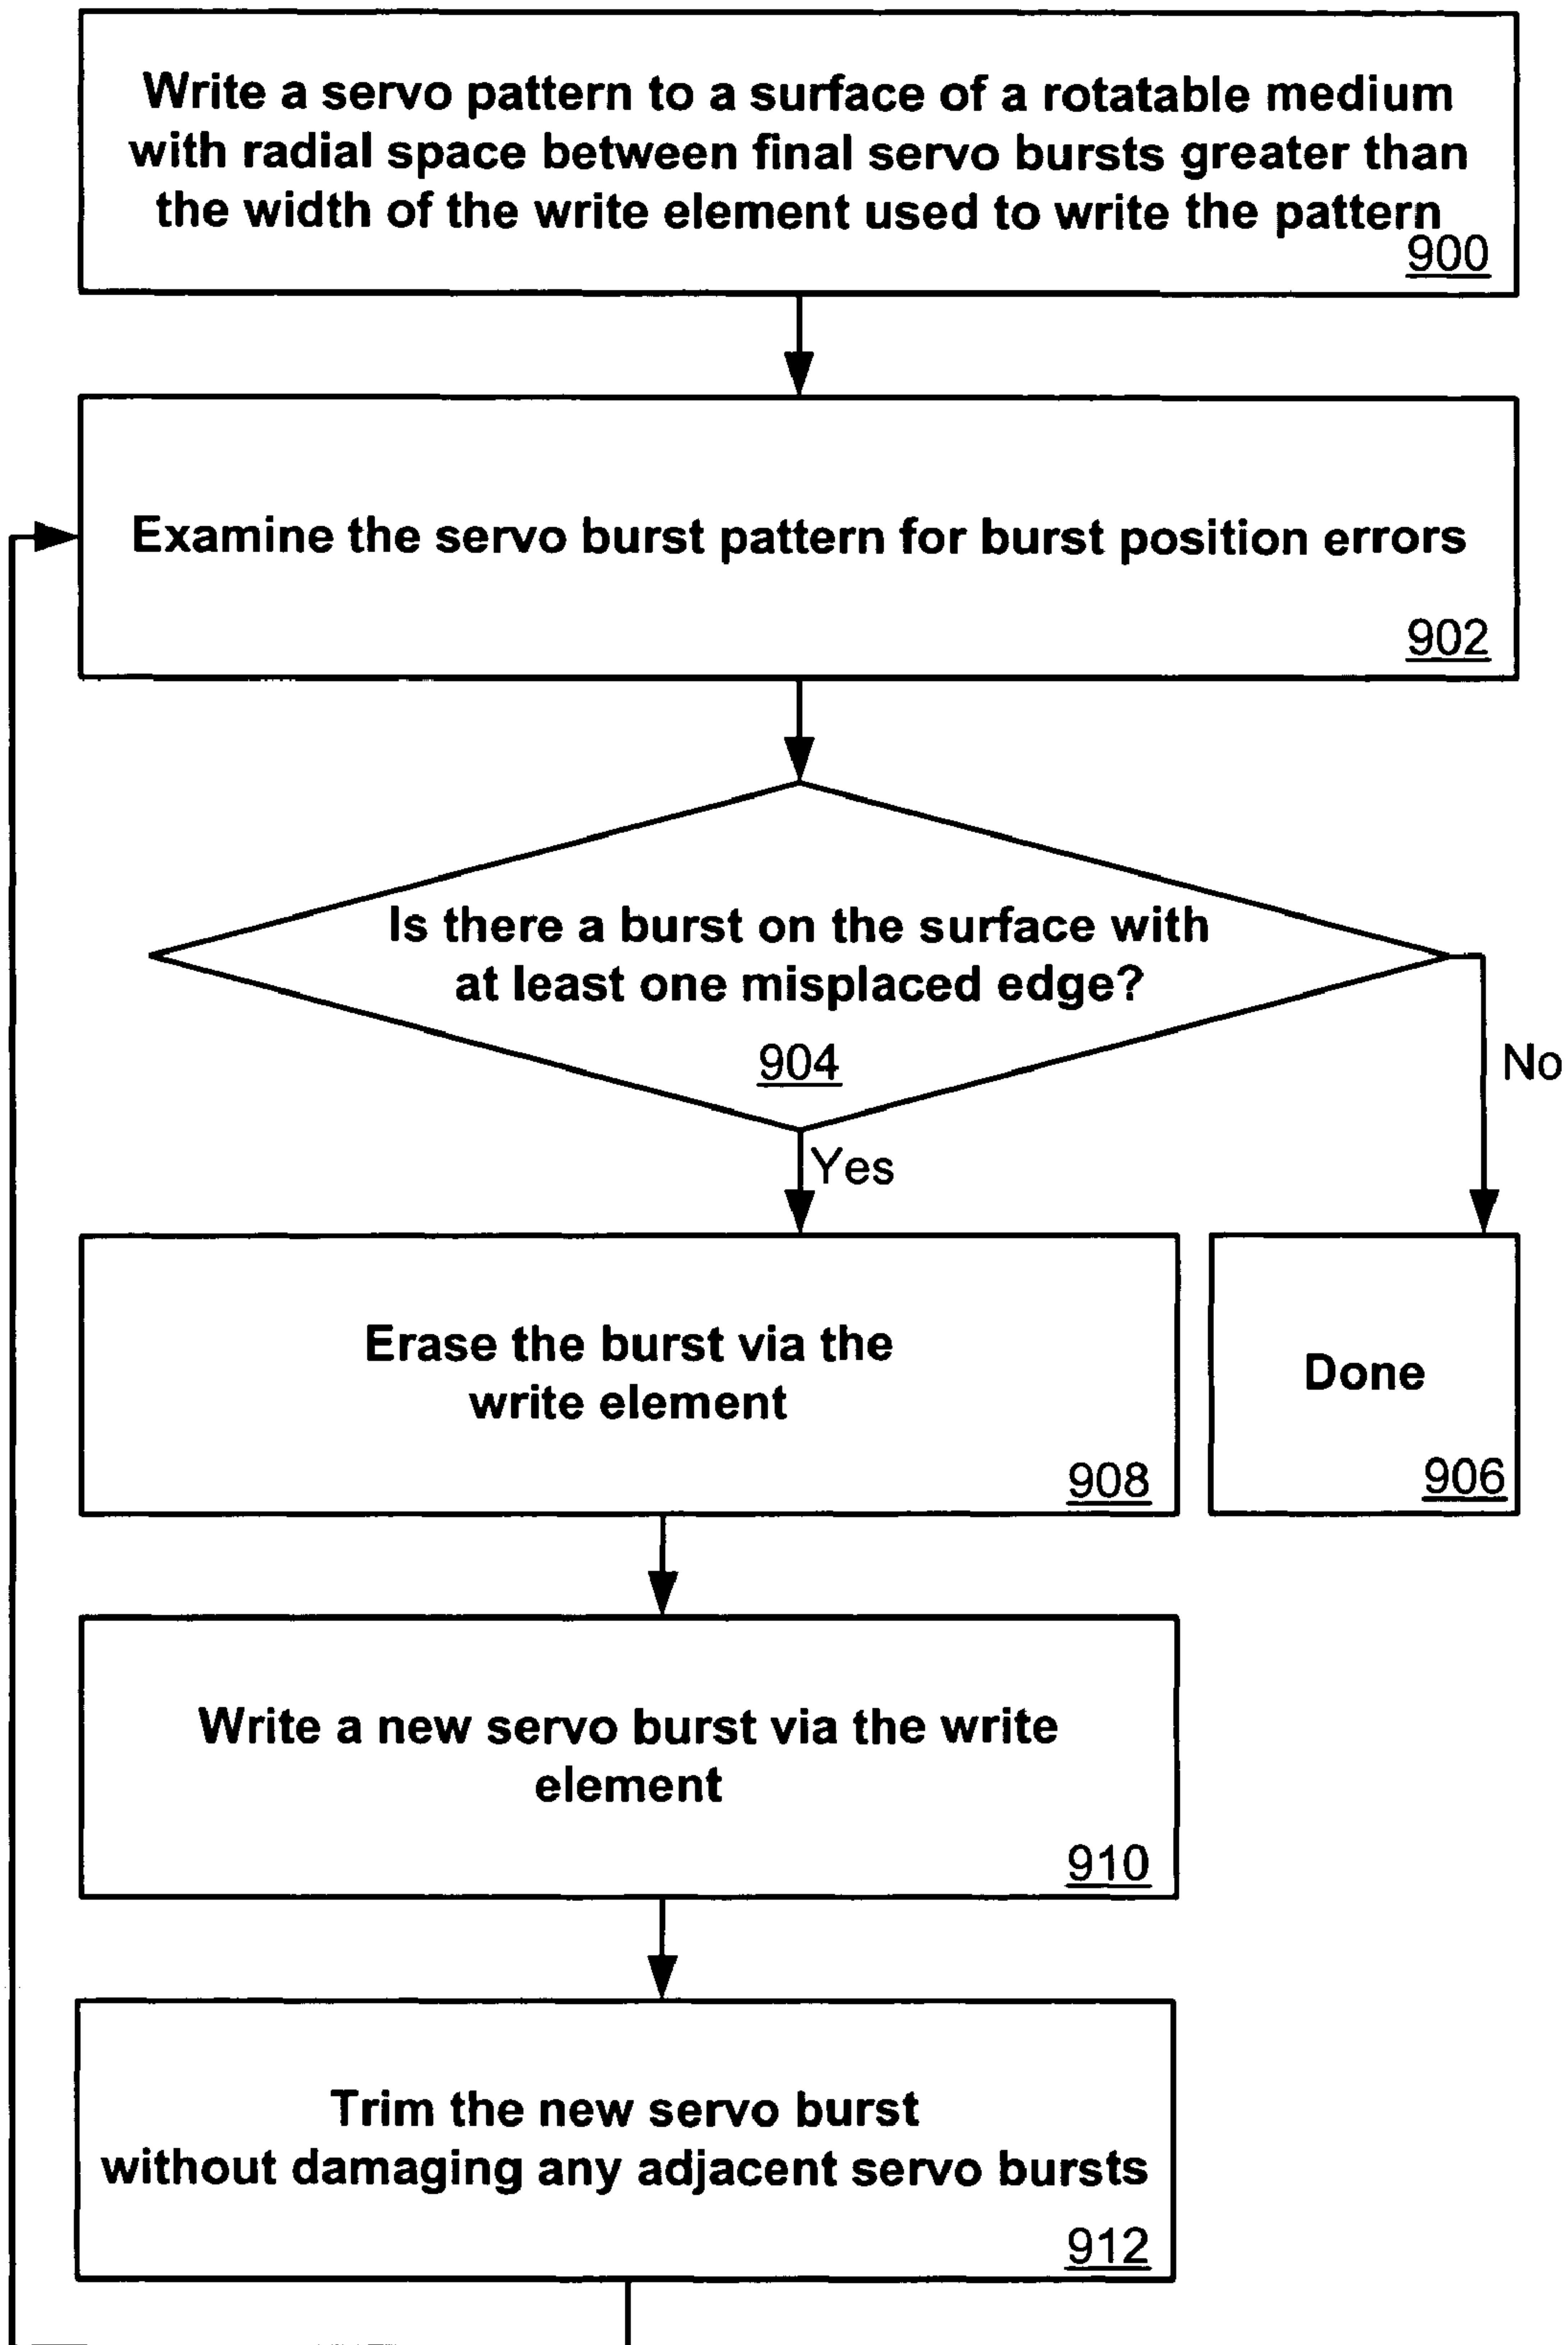 Write a servo pattern to a surface of a rotatable medium
with radial space between final servo bursts greater than
the width of the write element used to write the pattern
900
Examine the servo burst pattern for burst position errors
902
Is there a burst on the surface with
at least one misplaced edge?
904
No
Yes
Erase the burst via the
write element
908
Done
906
Write a new servo burst via the write
element
910
Trim the new servo burst
without damaging any adjacent servo bursts
912